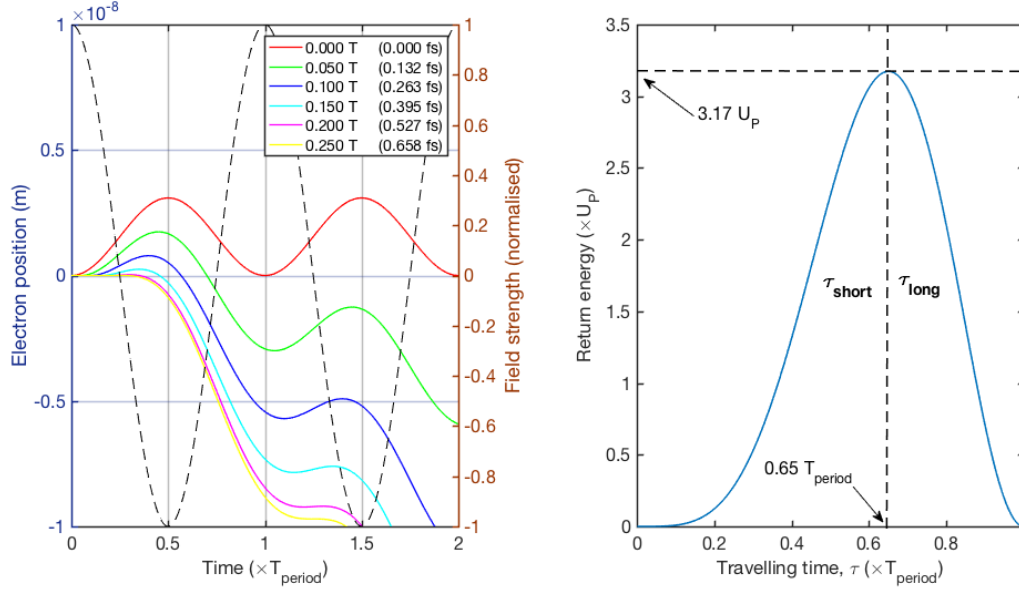 ×10⁻⁸
1
0.5
0
-0.5
-1
Electron position (m)
0
0.5
1
1.5
2
Time (×T_period)
1
0.8
0.6
0.4
0.2
0
-0.2
-0.4
-0.6
-0.8
-1
Field strength (normalised)
0.000 T (0.000 fs)
0.050 T (0.132 fs)
0.100 T (0.263 fs)
0.150 T (0.395 fs)
0.200 T (0.527 fs)
0.250 T (0.658 fs)
3.5
3
2.5
2
1.5
1
0.5
0
Return energy (×U_P)
3.17 U_P
τ_short
τ_long
0.65 T_period
0
0.2
0.4
0.6
0.8
Travelling time, τ (×T_period)